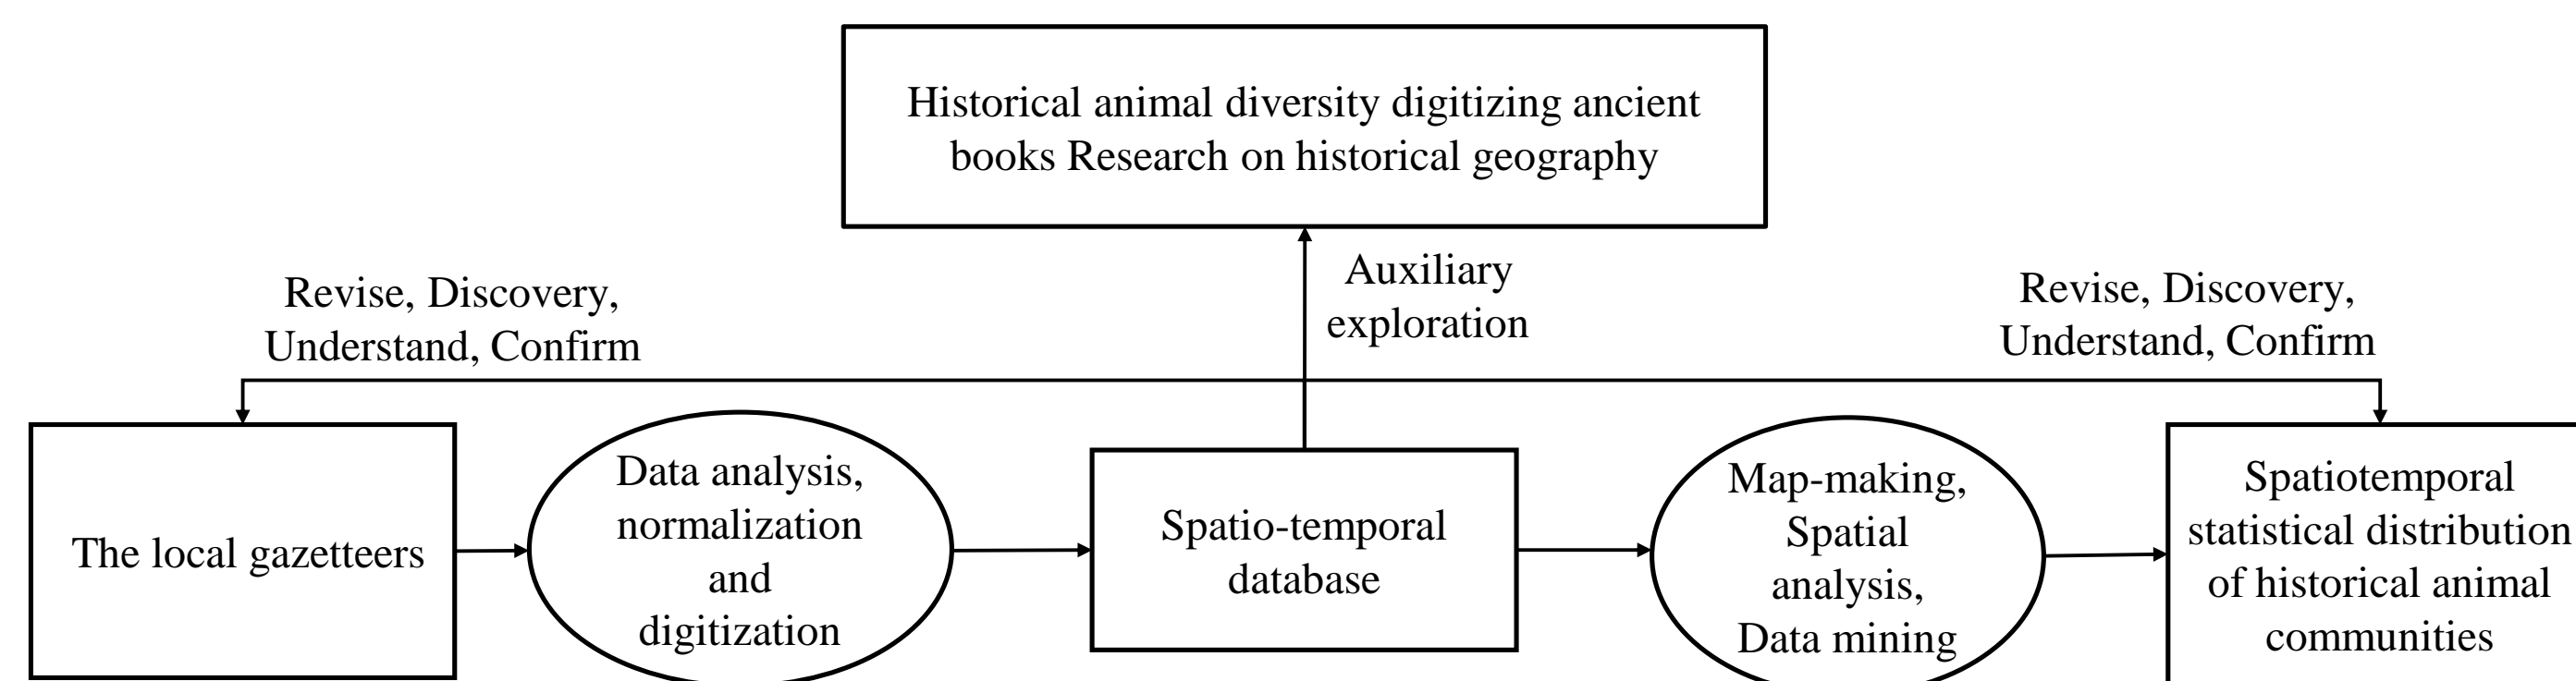 Historical animal diversity digitizing ancient
books Research on historical geography
Auxiliary
exploration
Revise, Discovery,
Understand, Confirm
Revise, Discovery,
Understand, Confirm
The local gazetteers
Data analysis,
normalization
and
digitization
Spatio-temporal
database
Map-making,
Spatial
analysis,
Data mining
Spatiotemporal
statistical distribution
of historical animal
communities